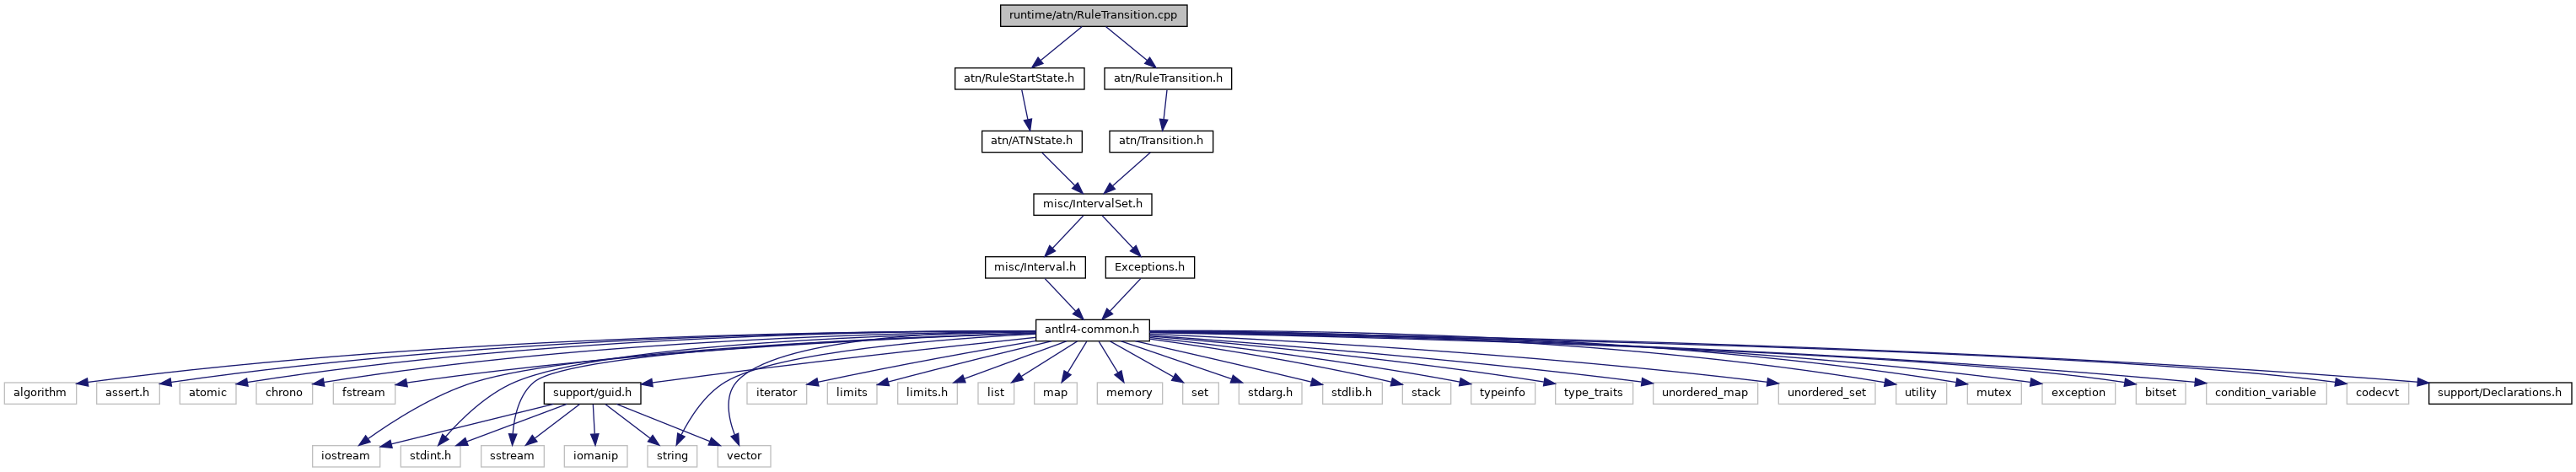 runtime/atn/RuleTransition.cpp
atn/RuleStartState.h
atn/RuleTransition.h
atn/ATNState.h
atn/Transition.h
misc/IntervalSet.h
misc/Interval.h
Exceptions.h
antlr4-common.h
algorithm
assert.h
atomic
chrono
fstream
support/guid.h
iterator
limits
limits.h
list
map
memory
set
stdarg.h
stdlib.h
stack
typeinfo
type_traits
unordered_map
unordered_set
utility
mutex
exception
bitset
condition_variable
codecvt
support/Declarations.h
iostream
stdint.h
sstream
iomanip
string
vector